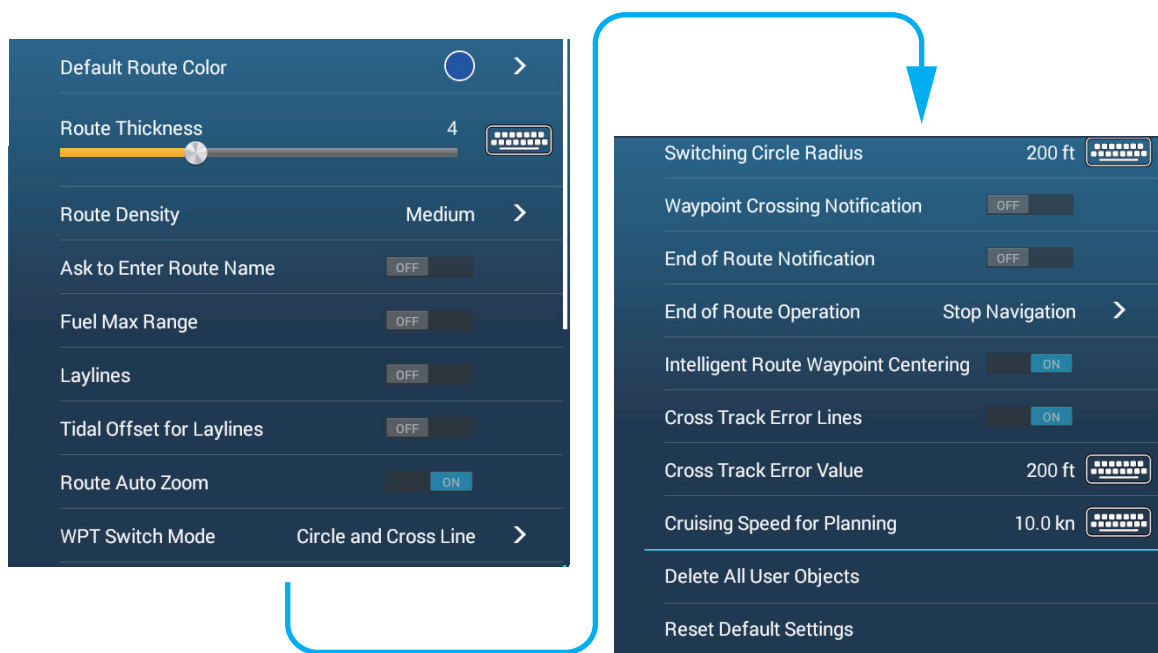 Default Route Color
Route Thickness 4
Route Density Medium
Ask to Enter Route Name OFF
Fuel Max Range OFF
Laylines OFF
Tidal Offset for Laylines OFF
Route Auto Zoom ON
WPT Switch Mode Circle and Cross Line
Switching Circle Radius 200 ft
Waypoint Crossing Notification OFF
End of Route Notification OFF
End of Route Operation Stop Navigation
Intelligent Route Waypoint Centering ON
Cross Track Error Lines ON
Cross Track Error Value 200 ft
Cruising Speed for Planning 10.0 kn
Delete All User Objects
Reset Default Settings